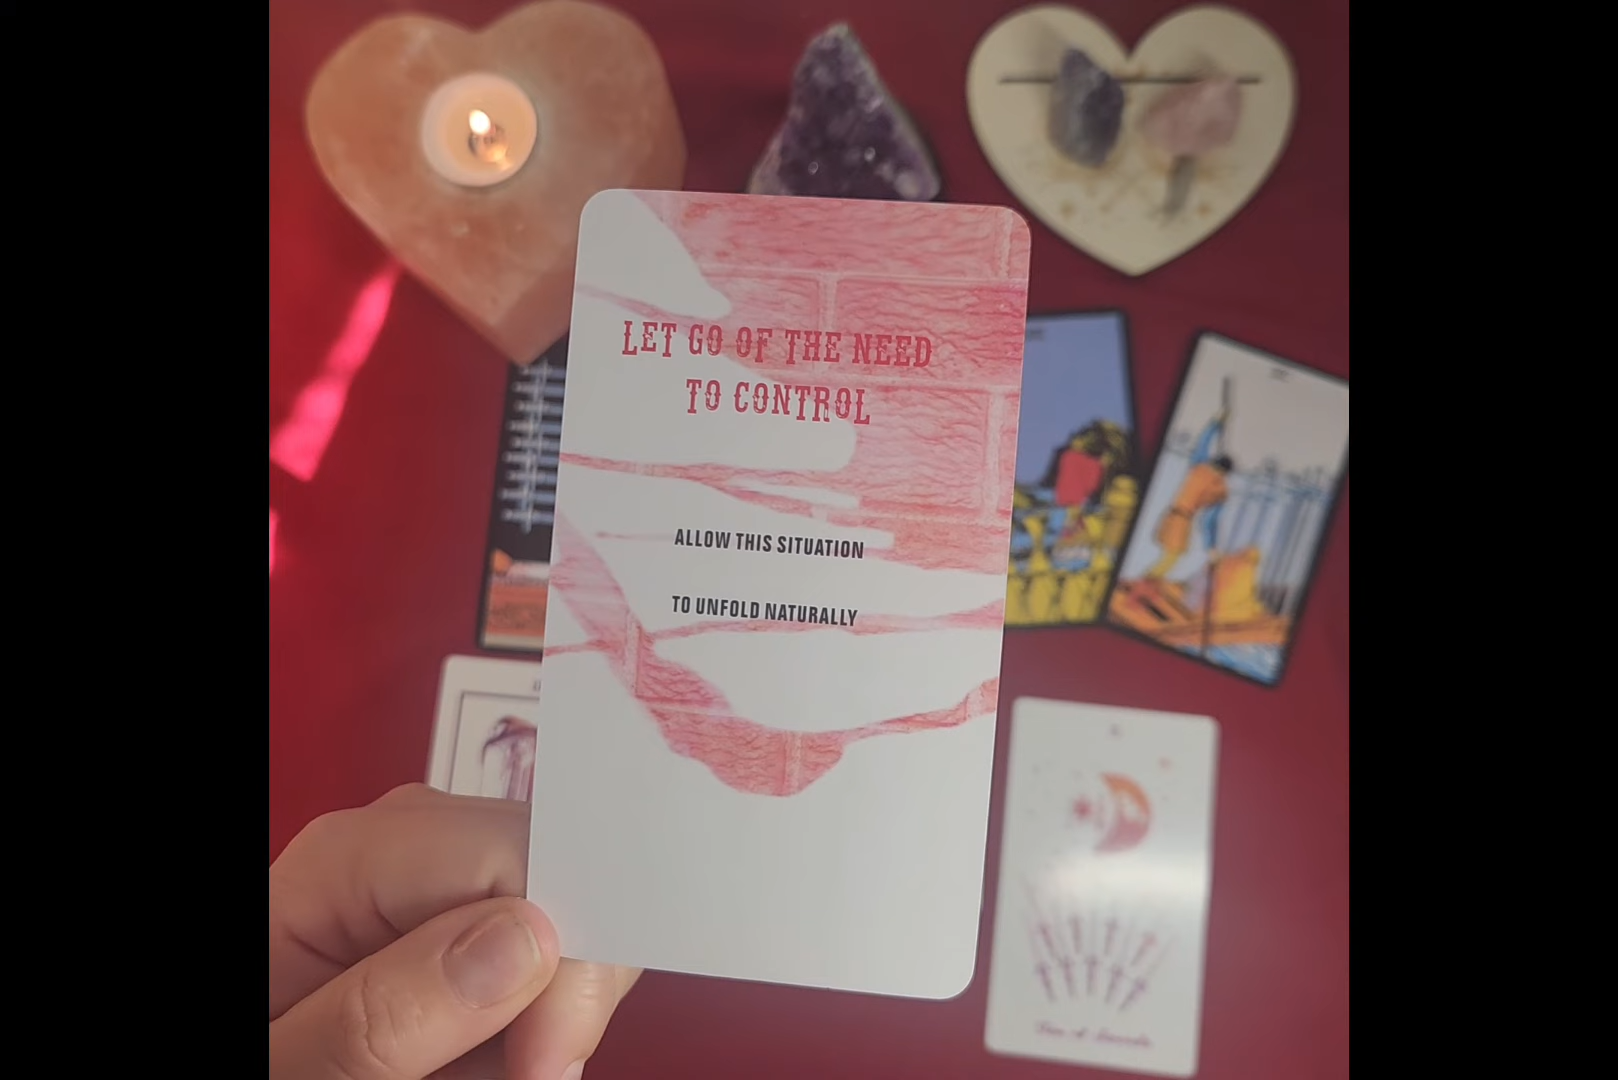 LET GO OF THE NEED
TO CONTROL
ALLOW THIS SITUATION
TO UNFOLD NATURALLY